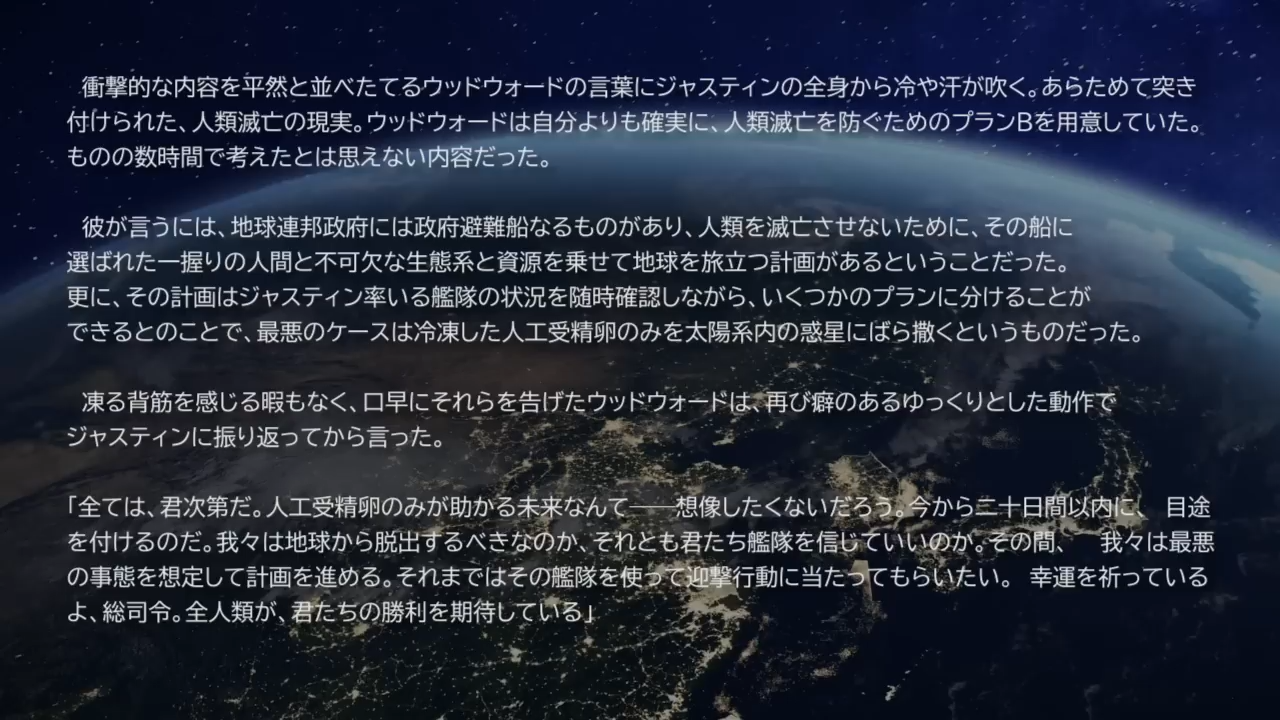 衝撃的な内容を平然と並べたてるウッドウォードの言葉にジャスティンの全身から冷や汗が吹く。あらためて突き
付けられた、人類滅亡の現実。ウッドウォードは自分よりも確実に、人類滅亡を防ぐためのプランBを用意していた。
ものの数時間で考えたとは思えない内容だった。
彼が言うには、地球連邦政府には政府避難船なるものがあり、人類を滅亡させないために、その船に
選ばれた一握りの人間と不可欠な生態系と資源を乗せて地球を旅立つ計画があるということだった。
更に、その計画はジャスティン率いる艦隊の状況を随時確認しながら、いくつかのプランに分けることが
できるとのことで、最悪のケースは冷凍した人工受精卵のみを太陽系内の惑星にばら撒くというものだった。
凍る背筋を感じる暇もなく、口早にそれらを告げたウッドウォードは、再び癖のあるゆっくりとした動作で
ジャスティンに振り返ってから言った。
「全ては、君次第だ。人工受精卵のみが助かる未来なんて――想像したくないだろう。今から二十日間以内に、 目途
を付けるのだ。我々は地球から脱出するべきなのか、それとも君たち艦隊を信じていいのか。その間、 我々は最悪
の事態を想定して計画を進める。それまではその艦隊を使って迎撃行動に当たってもらいたい。 幸運を祈っている
よ、総司令。全人類が、君たちの勝利を期待している」